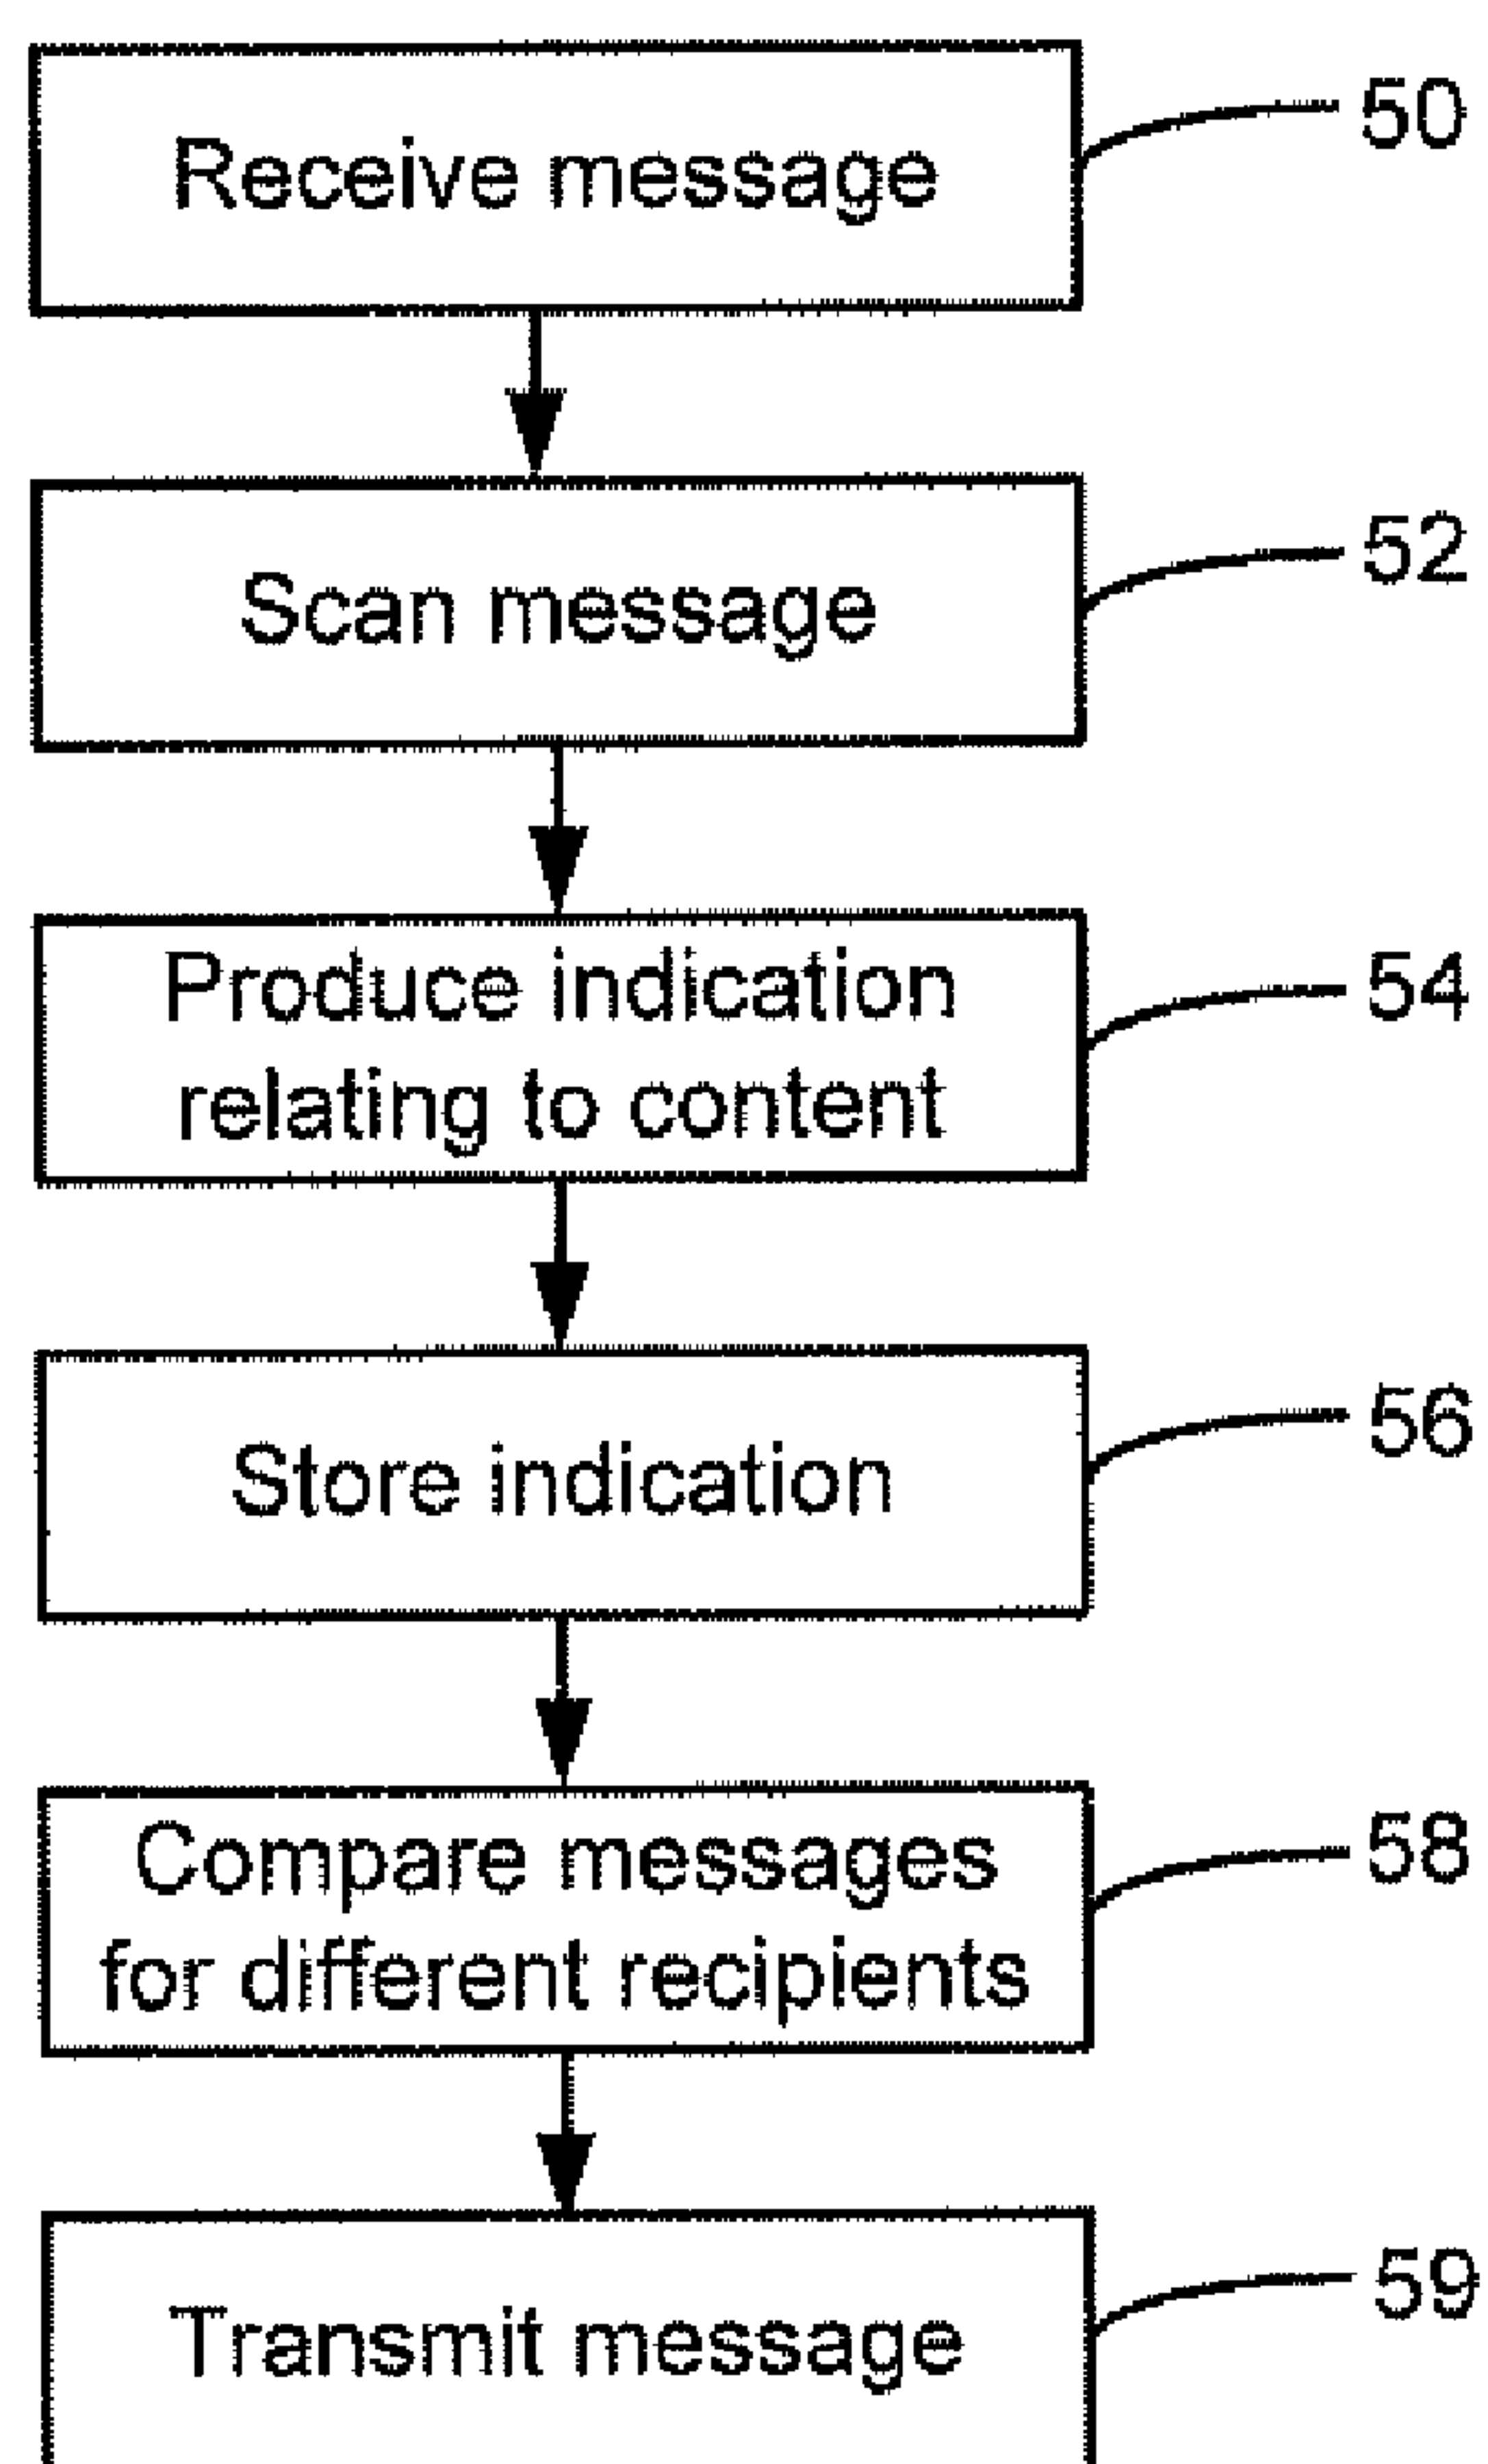 Receive message
50
Scan message
52
Produce indication
relating to content
54
Store indication
56
Compare messages
for different recipients
58
Transmit message
59